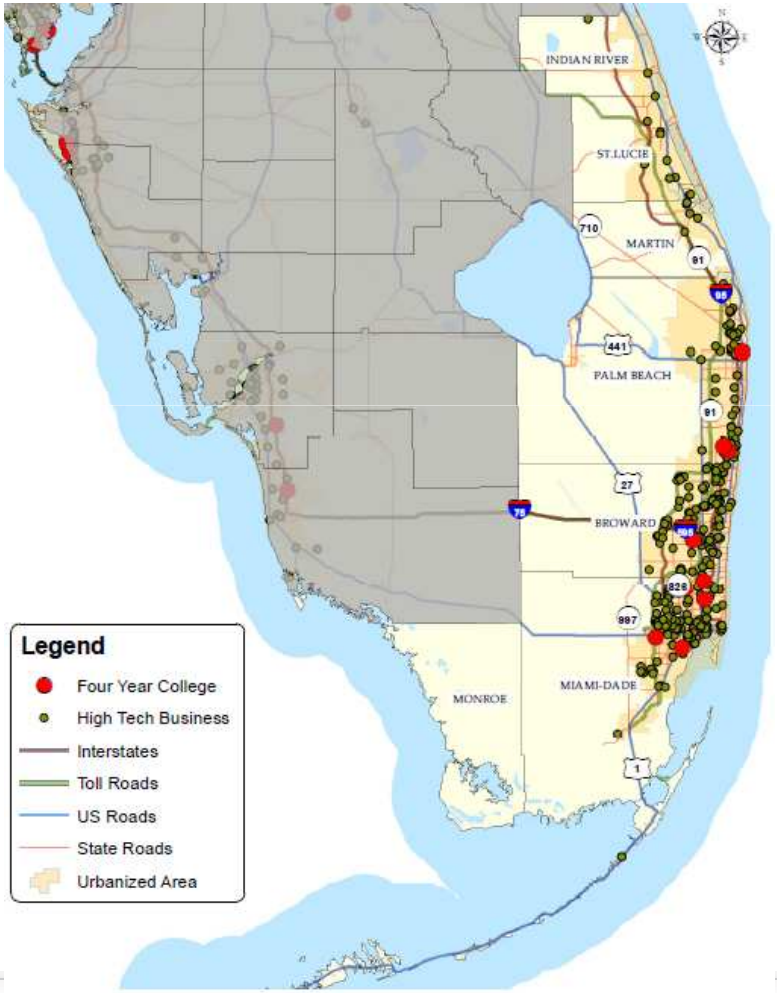 N
W E
S
INDIAN RIVER
ST.LUCIE
710
MARTIN
91
95
441
PALM BEACH
91
27
75
BROWARD
595
826
997
MIAMI-DADE
MONROE
1
Legend
Four Year College
High Tech Business
Interstates
Toll Roads
US Roads
State Roads
Urbanized Area